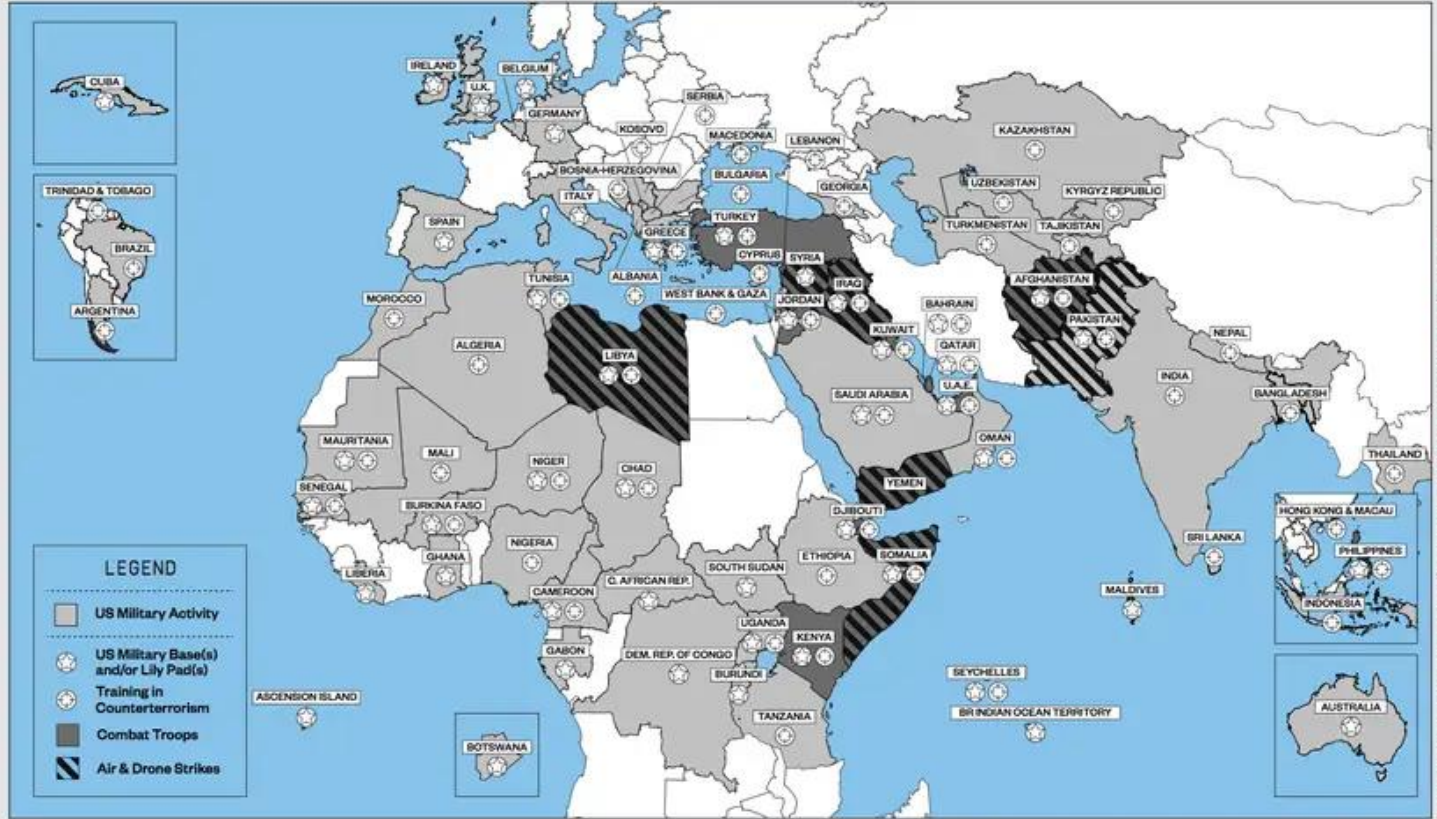 CUBA
TRINIDAD & TOBAGO
BRAZIL
ARGENTINA
IRELAND
U.K.
BELGIUM
GERMANY
SERBIA
KOSOVO
MACEDONIA
LEBANON
BOSNIA-HERZEGOVINA
BULGARIA
ITALY
GEORGIA
SPAIN
TURKEY
GREECE
CYPRUS
SYRIA
KAZAKHSTAN
UZBEKISTAN
KYRGYZ REPUBLIC
TURKMENISTAN
TAJIKISTAN
TUNISIA
ALBANIA
WEST BANK & GAZA
MOROCCO
IRAQ
JORDAN
BAHRAIN
AFGHANISTAN
PAKISTAN
KUWAIT
QATAR
NEPAL
ALGERIA
LIBYA
SAUDI ARABIA
U.A.E.
INDIA
BANGLADESH
MAURITANIA
MALI
NIGER
CHAD
OMAN
THAILAND
SENEGAL
BURKINA FASO
YEMEN
DJIBOUTI
HONG KONG & MACAU
PHILIPPINES
INDONESIA
NIGERIA
GHANA
LIBERIA
CAMEROON
C. AFRICAN REP.
SOUTH SUDAN
ETHIOPIA
SOMALIA
SRI LANKA
MALDIVES
GABON
DEM. REP. OF CONGO
UGANDA
KENYA
BURUNDI
SEYCHELLES
BR INDIAN OCEAN TERRITORY
ASCENSION ISLAND
TANZANIA
BOTSWANA
AUSTRALIA
LEGEND
US Military Activity
US Military Base(s)
and/or Lily Pad(s)
Training in
Counterterrorism
Combat Troops
Air & Drone Strikes